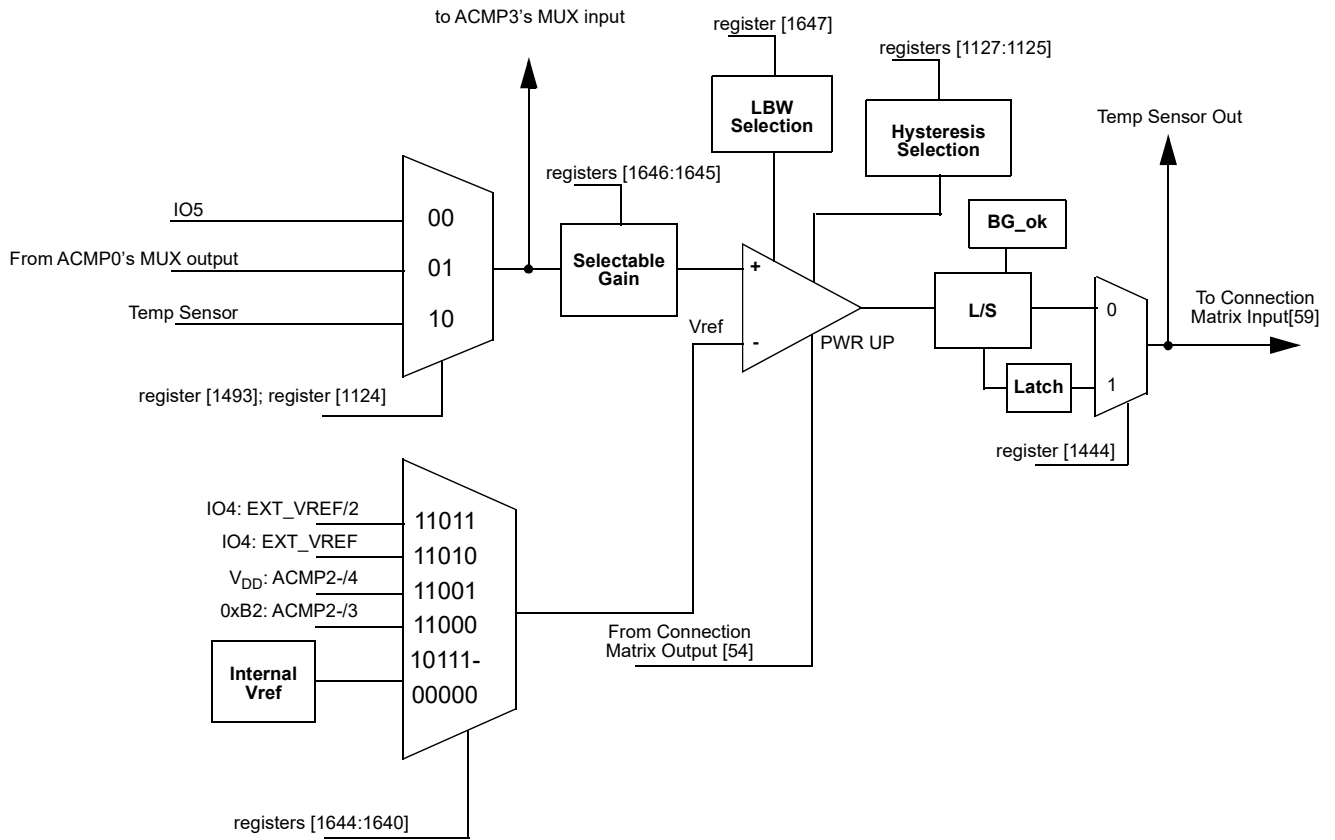 to ACMP3's MUX input
register [1647]
registers [1127:1125]
LBW
Selection
Hysteresis
Selection
Temp Sensor Out
registers [1646:1645]
IO5
00
BG_ok
From ACMP0's MUX output
01
Selectable
Gain
+
L/S
0
To Connection
Matrix Input[59]
Temp Sensor
10
Vref
-
PWR UP
Latch
1
register [1493]; register [1124]
register [1444]
IO4: EXT_VREF/2
11011
IO4: EXT_VREF
11010
VDD: ACMP2-/4
11001
0xB2: ACMP2-/3
11000
Internal
Vref
10111-
00000
From Connection
Matrix Output [54]
registers [1644:1640]